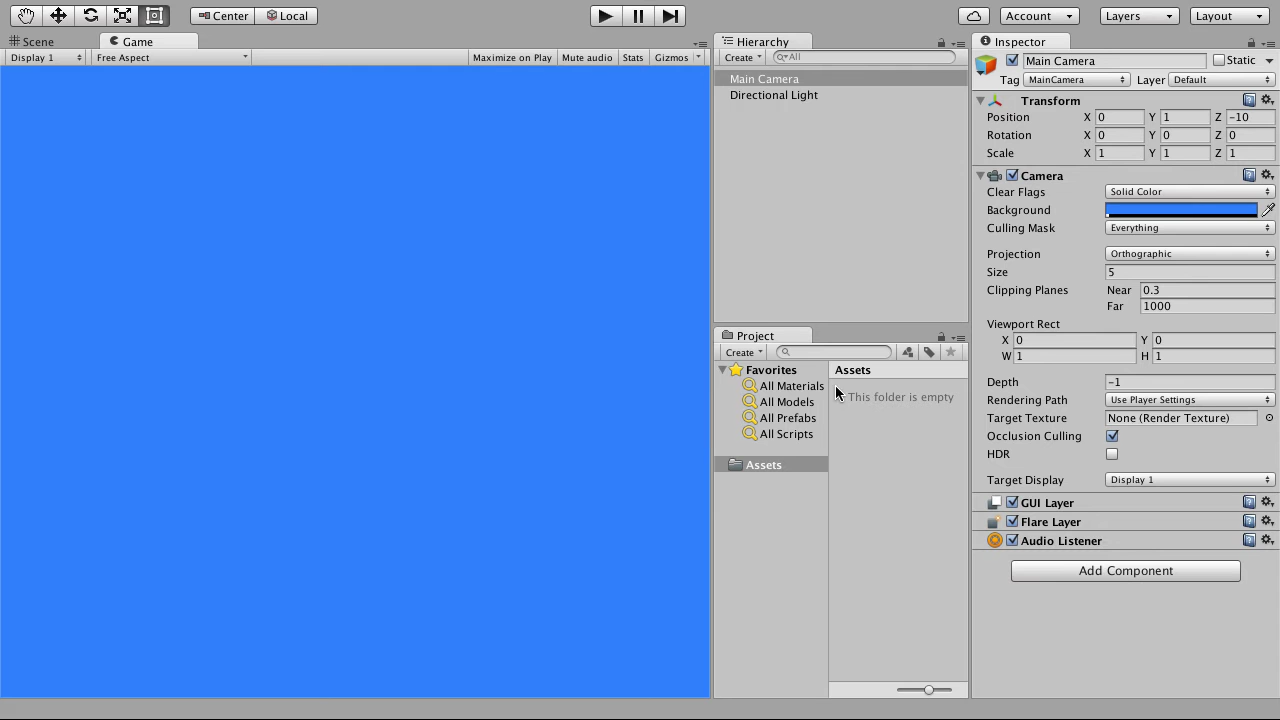 Center Local Account Layers Layout
Scene Game
Display 1 Free Aspect Maximize on Play Mute audio Stats Gizmos
Hierarchy
Create All
Main Camera
Directional Light
Project
Create
Favorites
All Materials
All Models
All Prefabs
All Scripts
Assets
Assets
This folder is empty
Inspector
Main Camera Static
Tag MainCamera Layer Default
Transform
Position X 0 Y 1 Z -10
Rotation X 0 Y 0 Z 0
Scale X 1 Y 1 Z 1
Camera
Clear Flags Solid Color
Background
Culling Mask Everything
Projection Orthographic
Size 5
Clipping Planes Near 0.3
Far 1000
Viewport Rect
X 0 Y 0
W 1 H 1
Depth -1
Rendering Path Use Player Settings
Target Texture None (Render Texture)
Occlusion Culling
HDR
Target Display Display 1
GUI Layer
Flare Layer
Audio Listener
Add Component